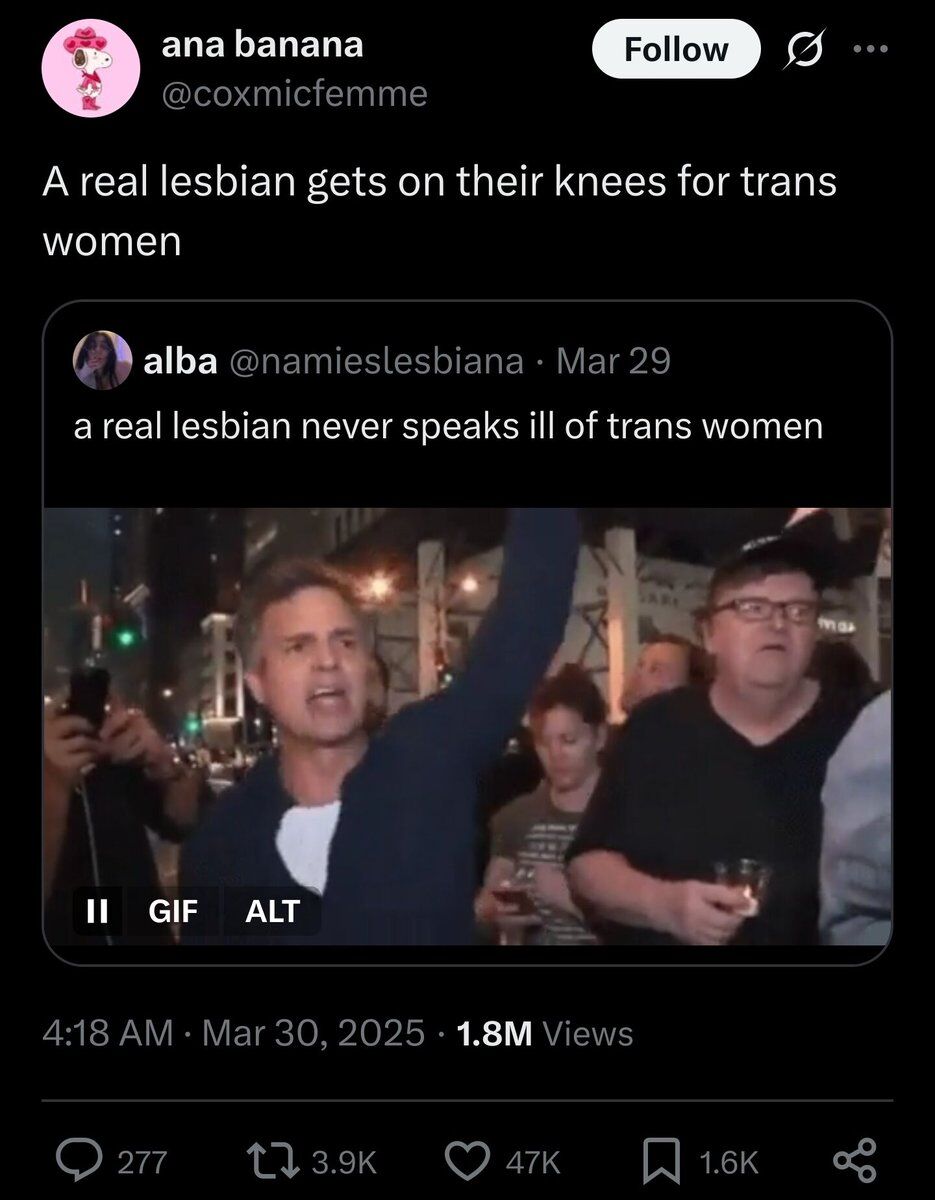 ana banana
Follow
@coxmicfemme
A real lesbian gets on their knees for trans
women
alba @namieslesbiana · Mar 29
a real lesbian never speaks ill of trans women
GIF
ALT
4:18 AM · Mar 30, 2025 · 1.8M Views
277
3.9K
47K
1.6K